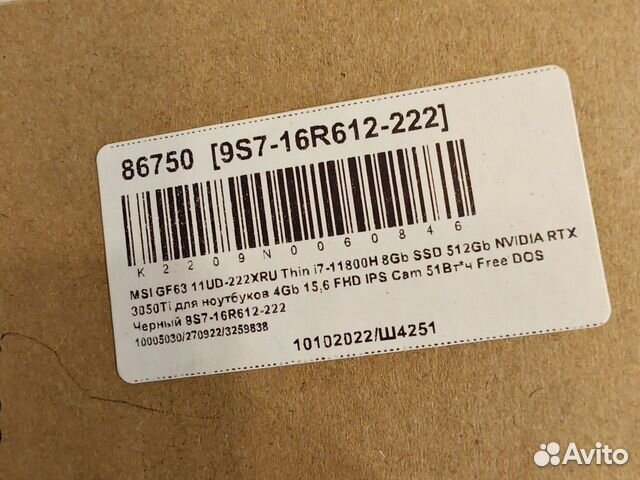 86750 [9S7-16R612-222]
K2209N0060846
MSI GF63 11UD-222XRU Thin i7-11800H 8Gb SSD 512Gb NVIDIA RTX
3050Ti для ноутбуков 4Gb 15,6 FHD IPS Cam 51Вт*ч Free DOS
Черный 9S7-16R612-222
10005030/270922/3259838
10102022/Ш4251
Avito